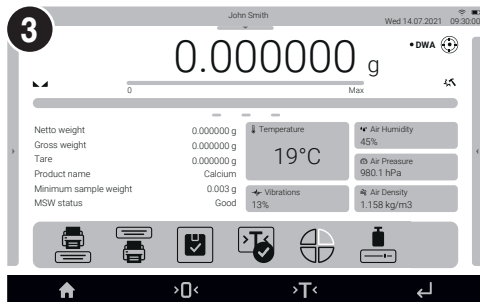 3
John Smith
Wed 14.07.2021 09:30:00
0.000000 g
• DWA
0 Max
Netto weight 0.000000 g
Gross weight 0.000000 g
Tare 0.000000 g
Product name Calcium
Minimum sample weight 0.003 g
MSW status Good
Temperature
19°C
Vibrations
13%
Air Humidity
45%
Air Preasure
980.1 hPa
Air Density
1.158 kg/m3
>T<
>0< >T<